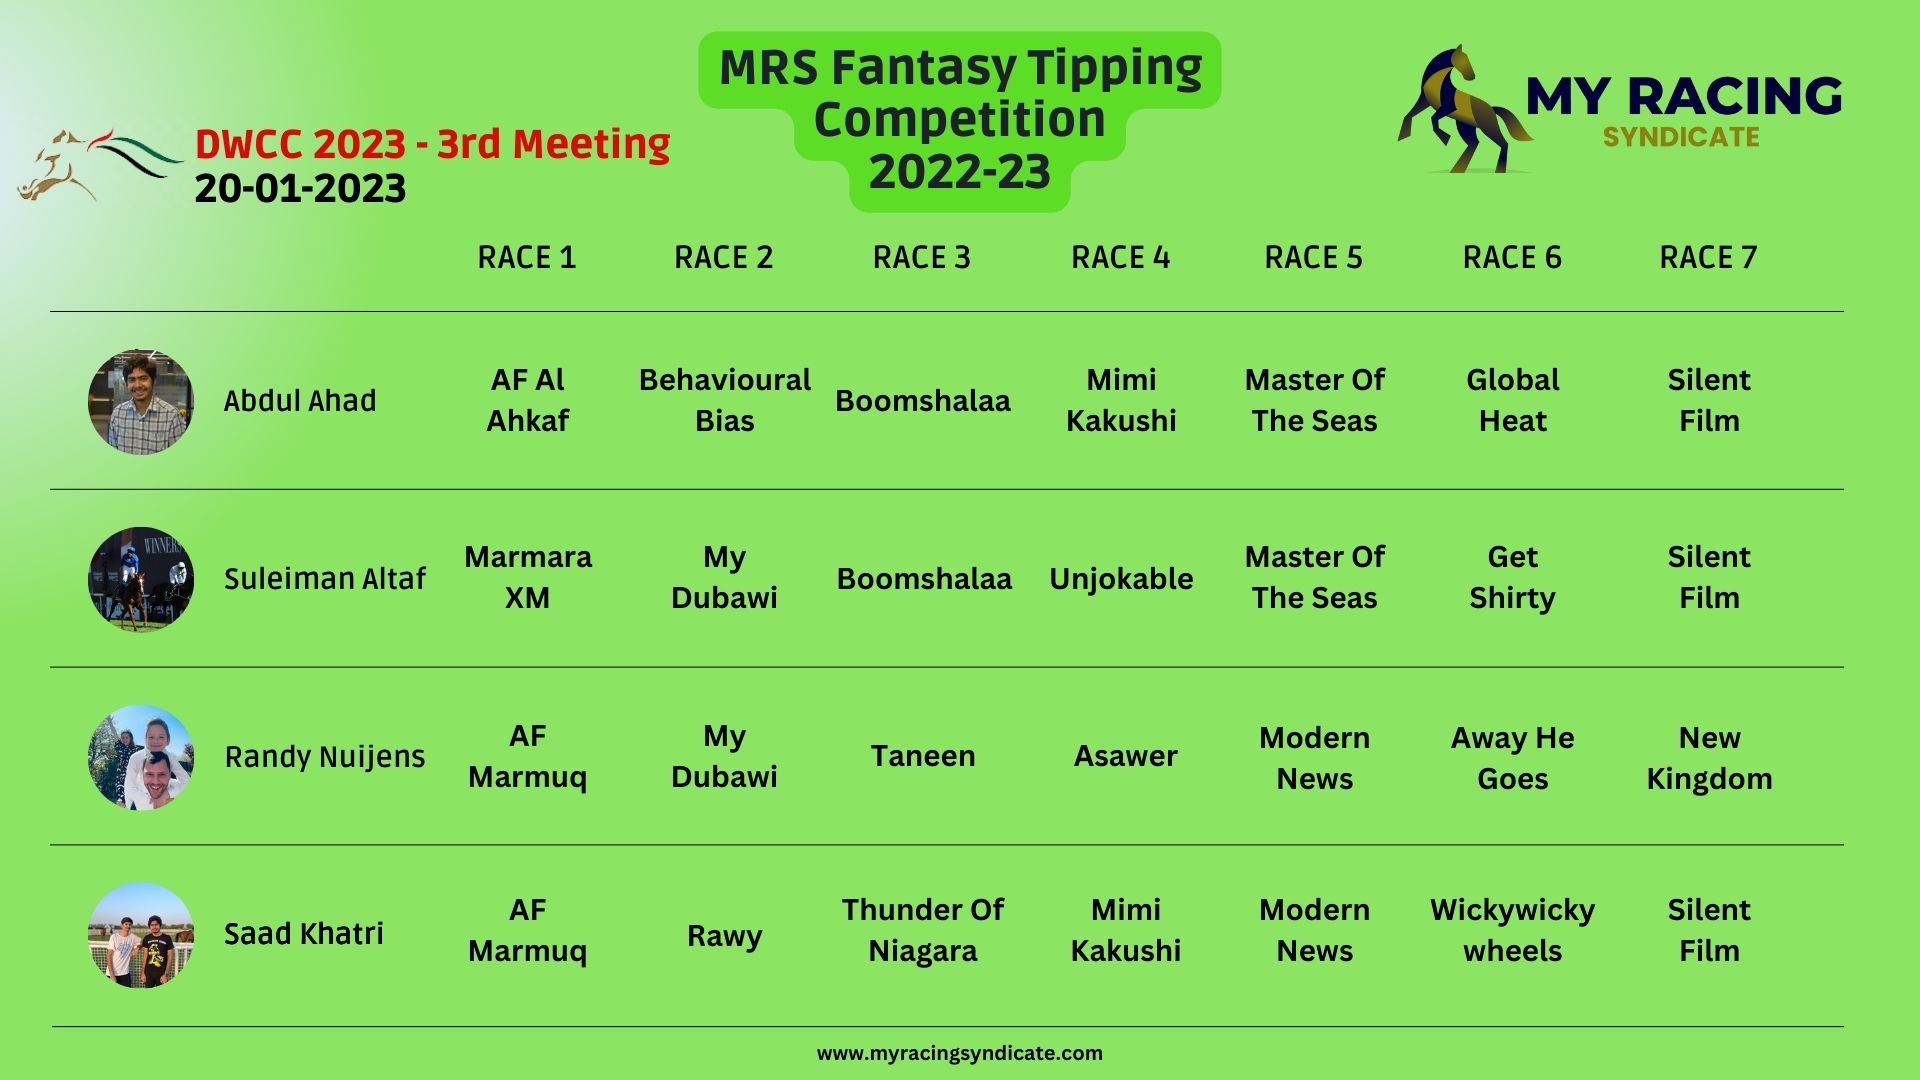 MRS Fantasy Tipping
Competition
2022-23
DWCC 2023 - 3rd Meeting
20-01-2023
MY RACING
SYNDICATE
RACE 1 RACE 2 RACE 3 RACE 4 RACE 5 RACE 6 RACE 7
Abdul Ahad
AF Al
Ahkaf
Behavioural
Bias
Boomshalaa
Mimi
Kakushi
Master Of
The Seas
Global
Heat
Silent
Film
WINNERS
Suleiman Altaf
Marmara
XM
My
Dubawi
Boomshalaa
Unjokable
Master Of
The Seas
Get
Shirty
Silent
Film
Randy Nuijens
AF
Marmuq
My
Dubawi
Taneen
Asawer
Modern
News
Away He
Goes
New
Kingdom
Saad Khatri
AF
Marmuq
Rawy
Thunder Of
Niagara
Mimi
Kakushi
Modern
News
Wickywicky
wheels
Silent
Film
www.myracingsyndicate.com